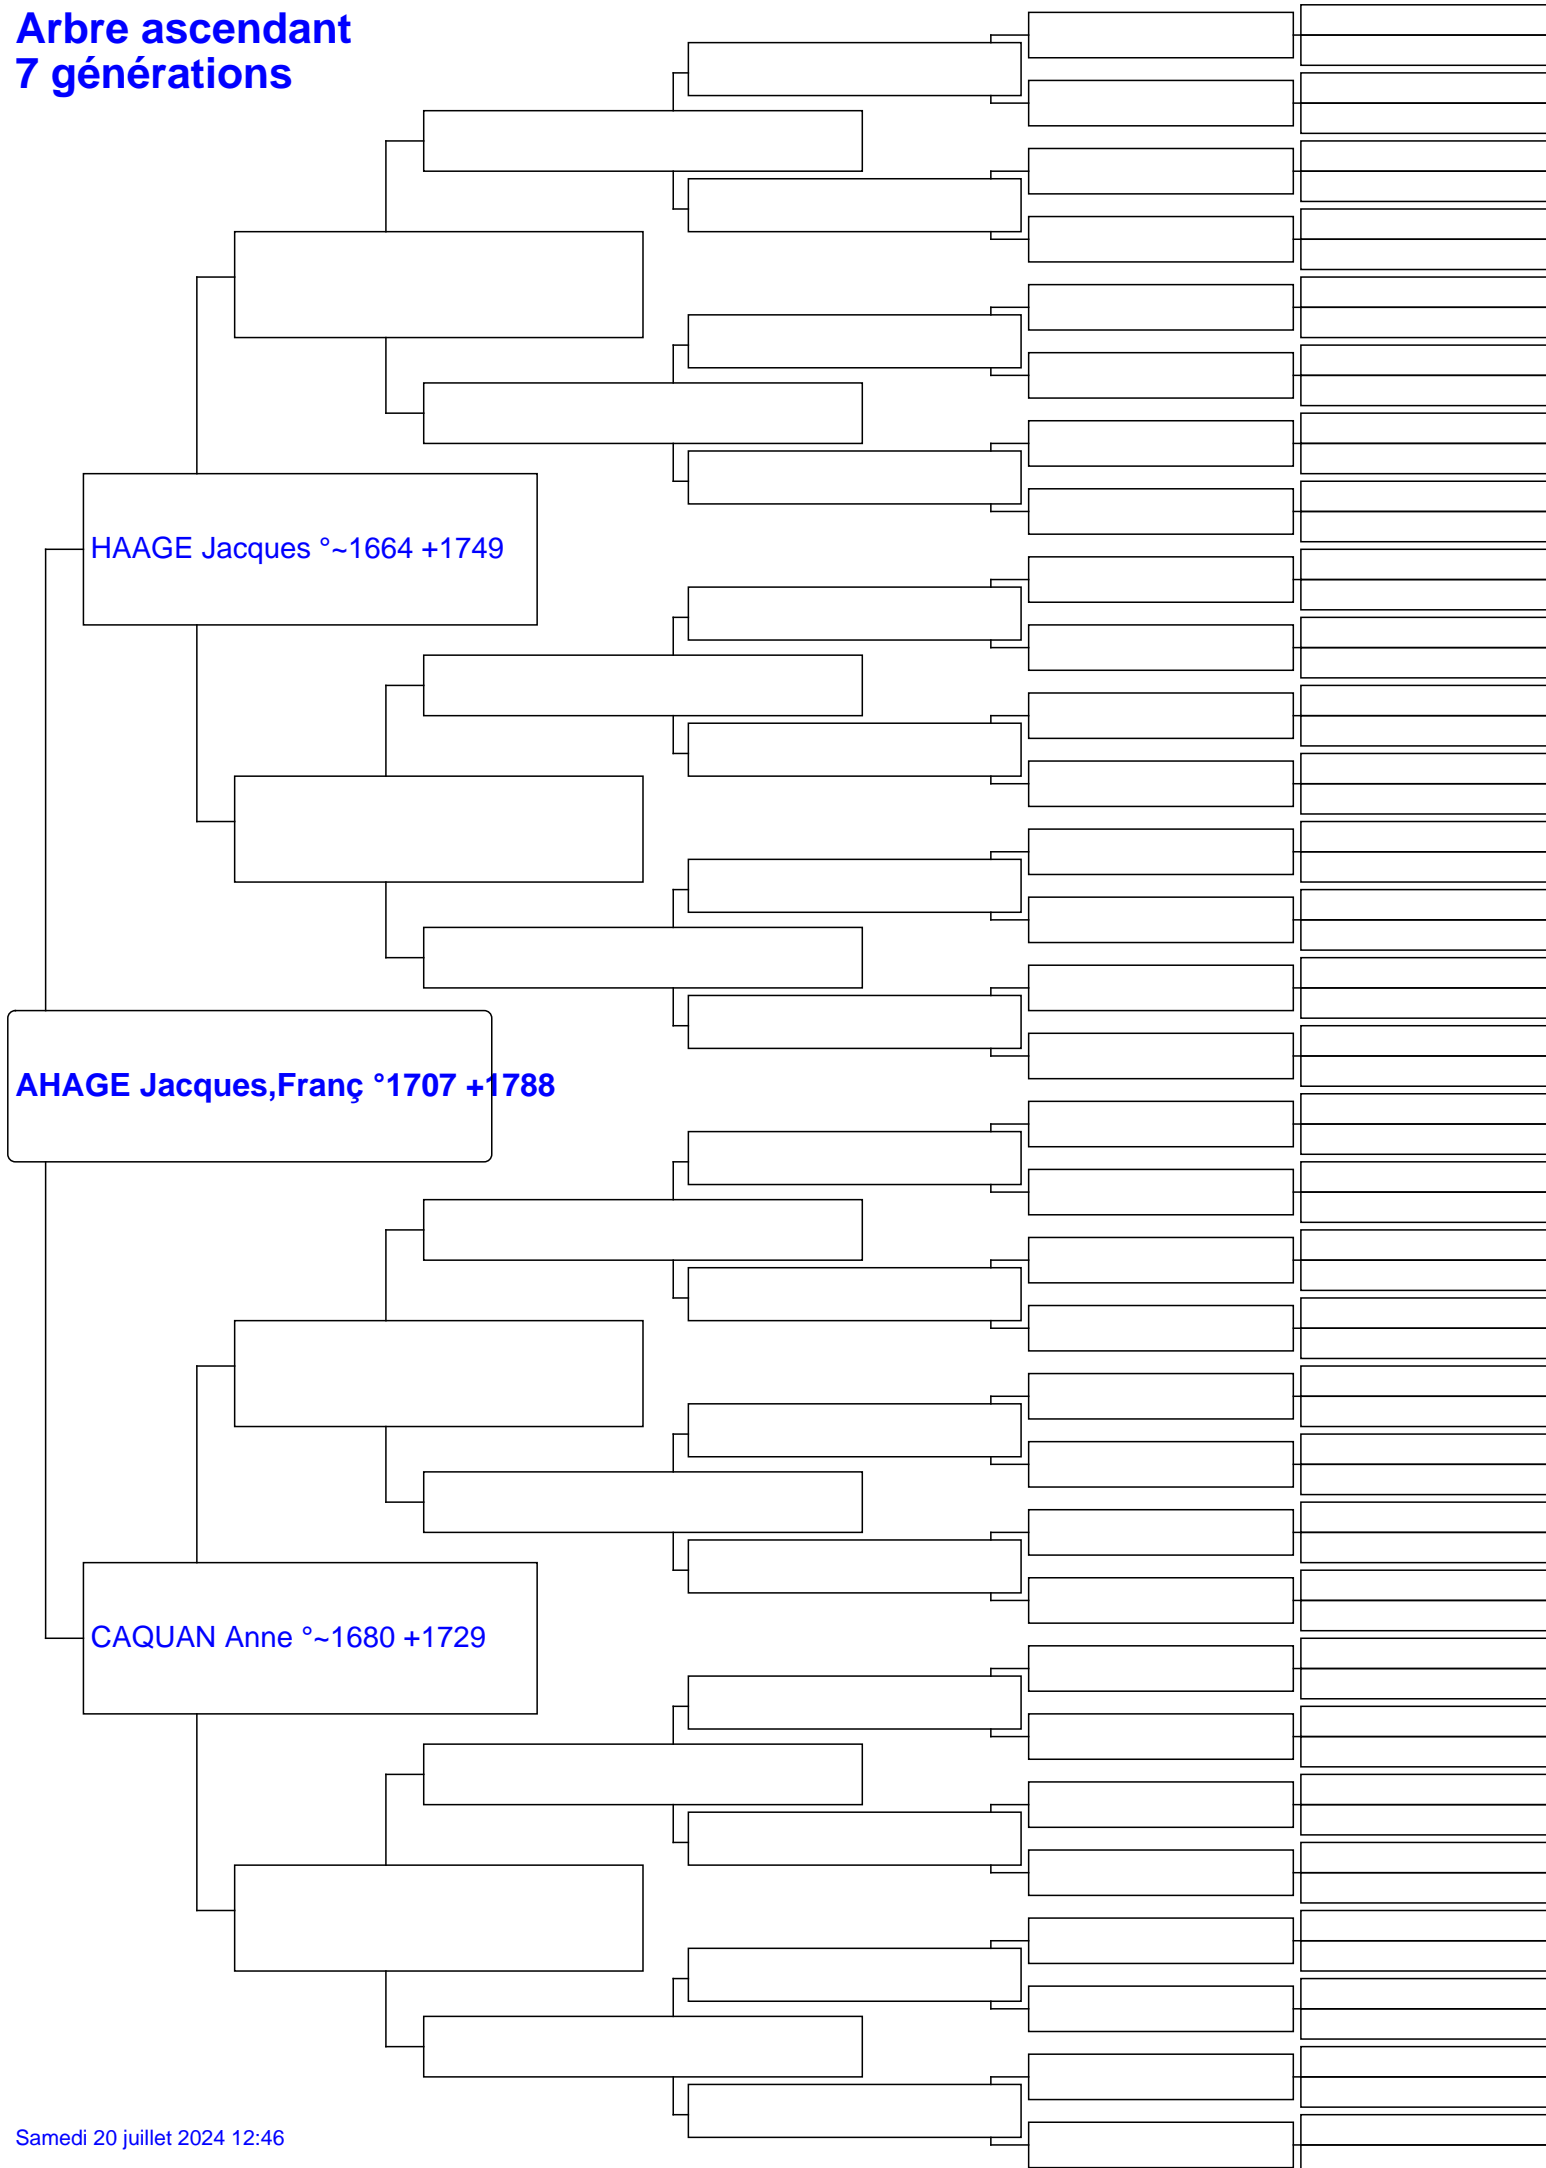 Arbre ascendant
7 générations
HAAGE Jacques °~1664 +1749
AHAGE Jacques,Franç °1707 +1788
CAQUAN Anne °~1680 +1729
Samedi 20 juillet 2024 12:46